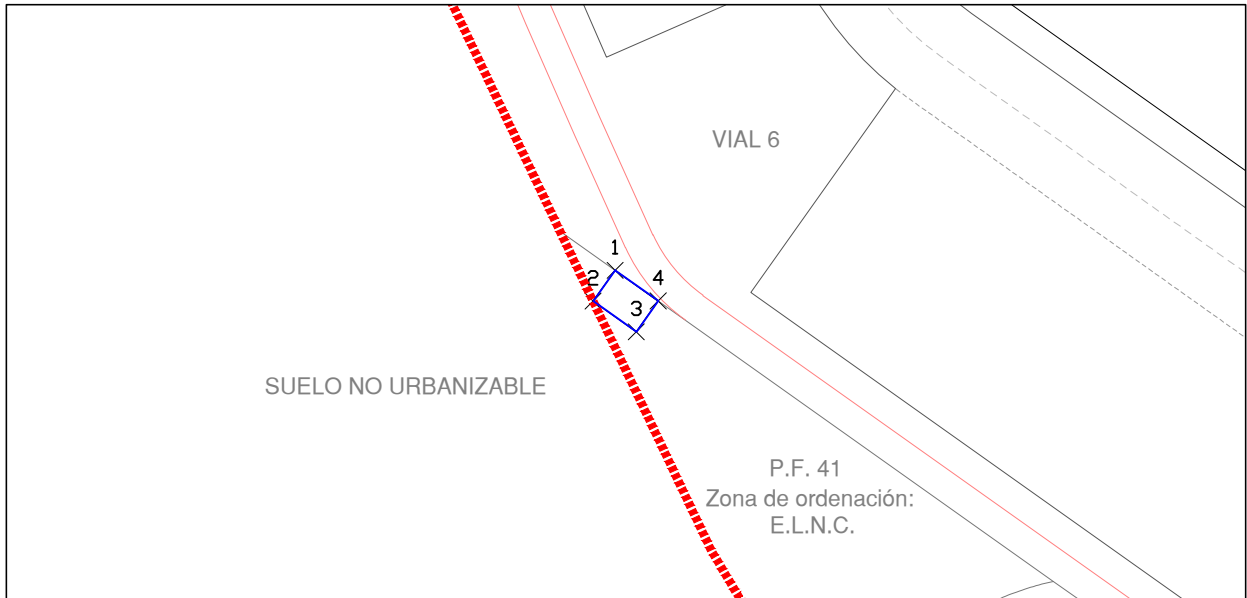 VIAL 6
1
2
4
3
SUELO NO URBANIZABLE
P.F. 41
Zona de ordenación:
E.L.N.C.